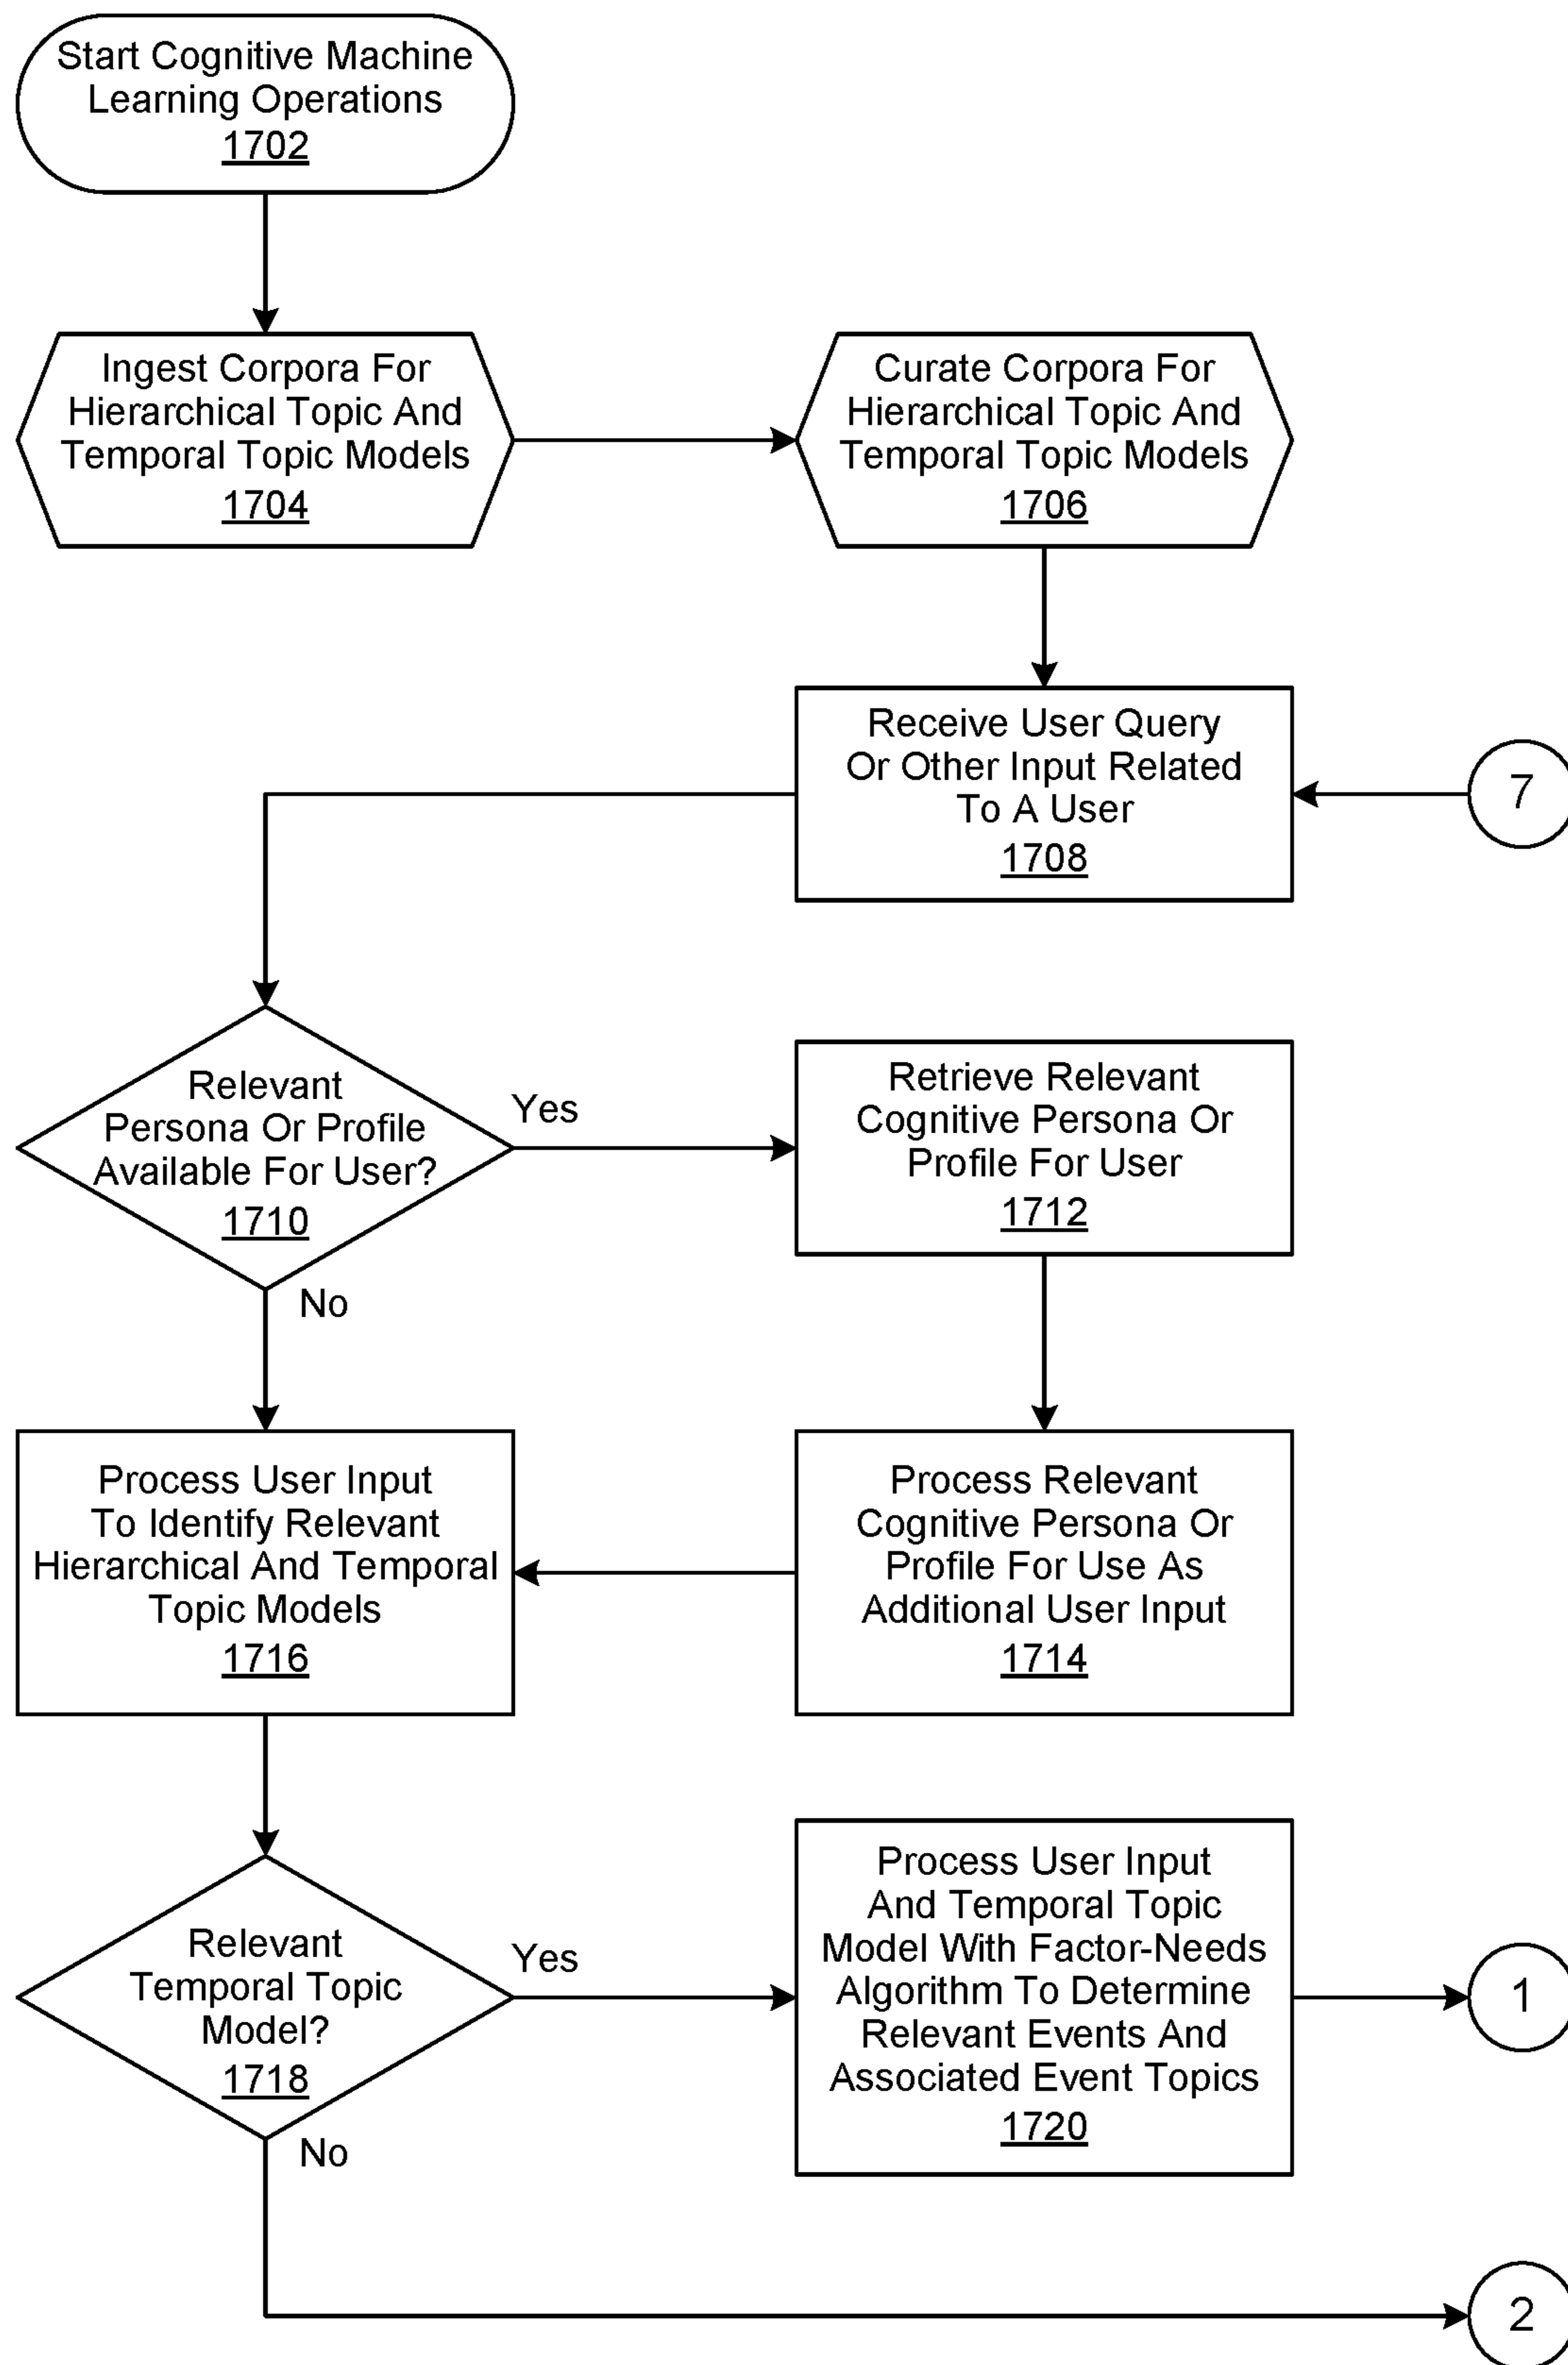 Start Cognitive Machine
Learning Operations
1702
Ingest Corpora For
Hierarchical Topic And
Temporal Topic Models
1704
Curate Corpora For
Hierarchical Topic And
Temporal Topic Models
1706
Receive User Query
Or Other Input Related
To A User
1708
7
Relevant
Persona Or Profile
Available For User?
1710
Yes
No
Retrieve Relevant
Cognitive Persona Or
Profile For User
1712
Process User Input
To Identify Relevant
Hierarchical And Temporal
Topic Models
1716
Process Relevant
Cognitive Persona Or
Profile For Use As
Additional User Input
1714
Relevant
Temporal Topic
Model?
1718
Yes
No
Process User Input
And Temporal Topic
Model With Factor-Needs
Algorithm To Determine
Relevant Events And
Associated Event Topics
1720
1
2